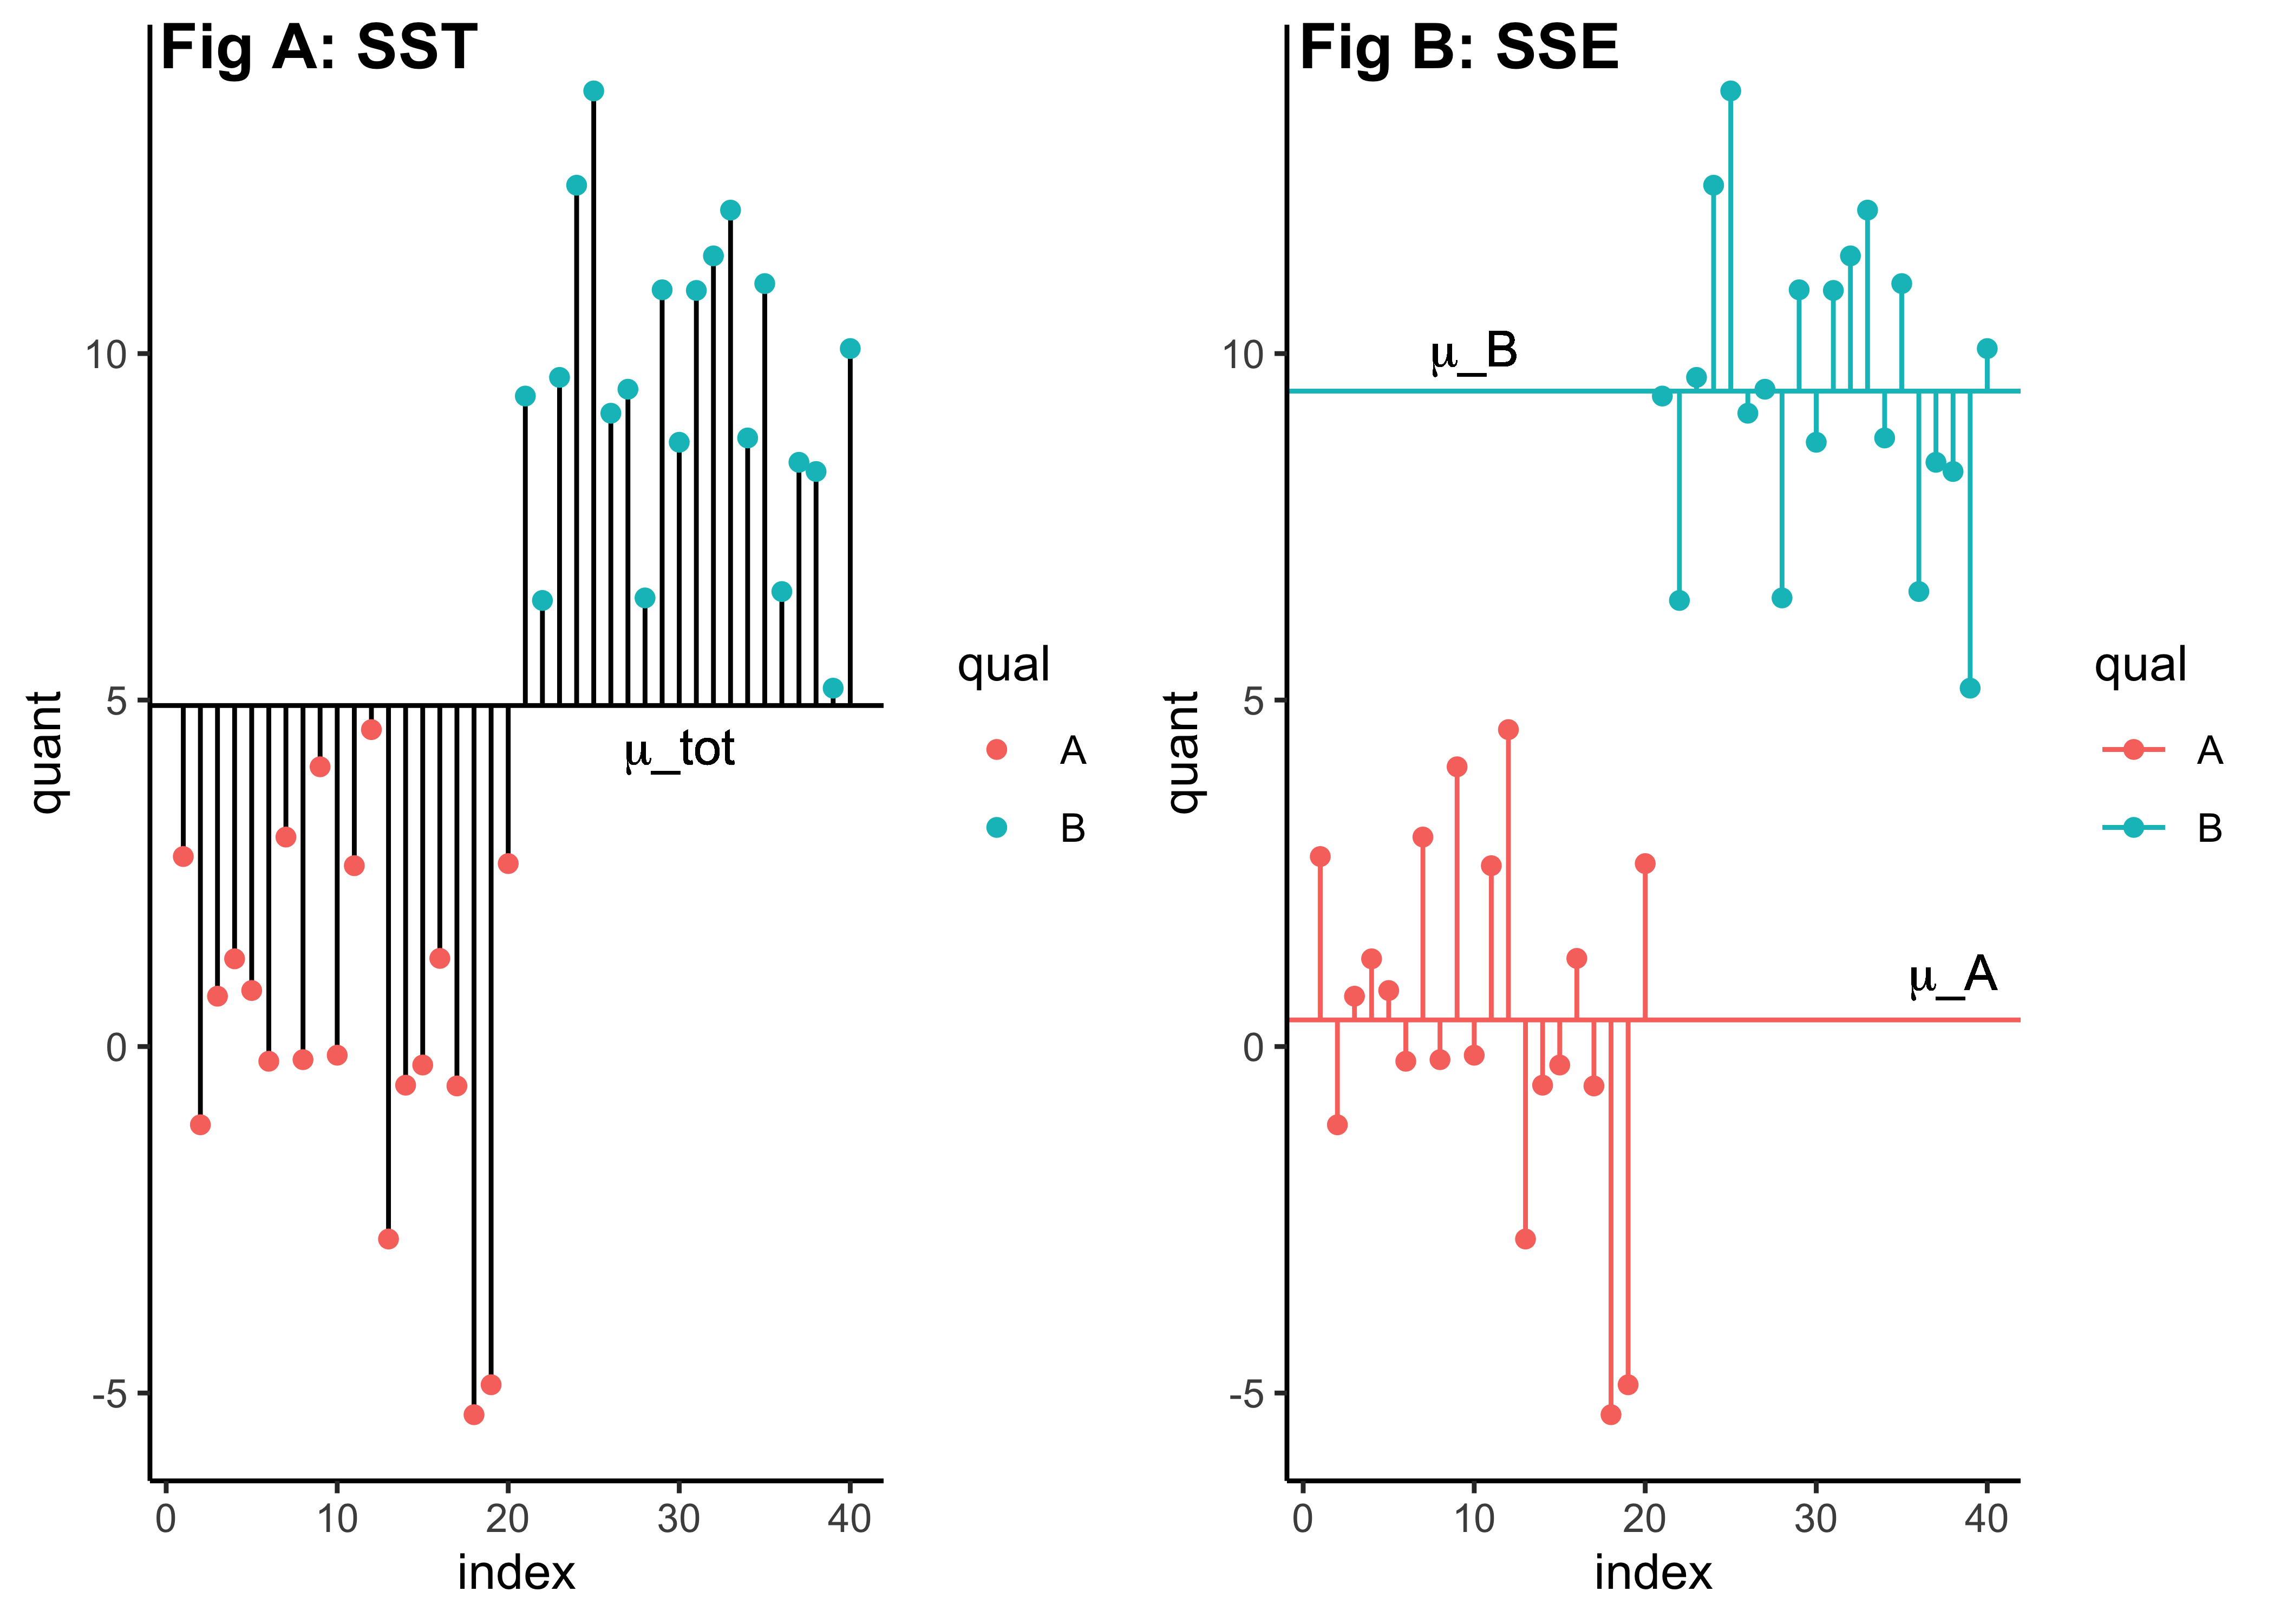 Fig A: SST
10
5
0
-5
quant
μ_tot
0 10 20 30 40
index
qual
A
B
Fig B: SSE
10
5
0
-5
quant
μ_B
μ_A
0 10 20 30 40
index
qual
A
B